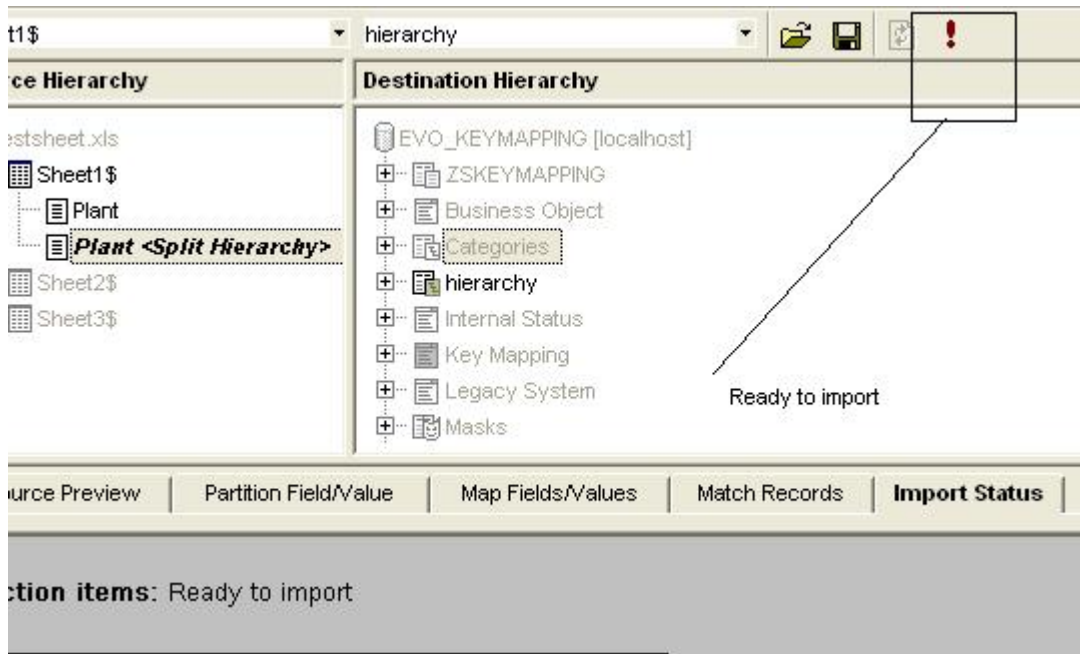 t1$
hierarchy
ce Hierarchy
Destination Hierarchy
estsheet.xls
Sheet1$
Plant
Plant <Split Hierarchy>
Sheet2$
Sheet3$
EVO_KEYMAPPING [localhost]
ZSKEYMAPPING
Business Object
Categories
hierarchy
Internal Status
Key Mapping
Legacy System
Masks
Ready to import
urce Preview
Partition Field/Value
Map Fields/Values
Match Records
Import Status
ction items: Ready to import